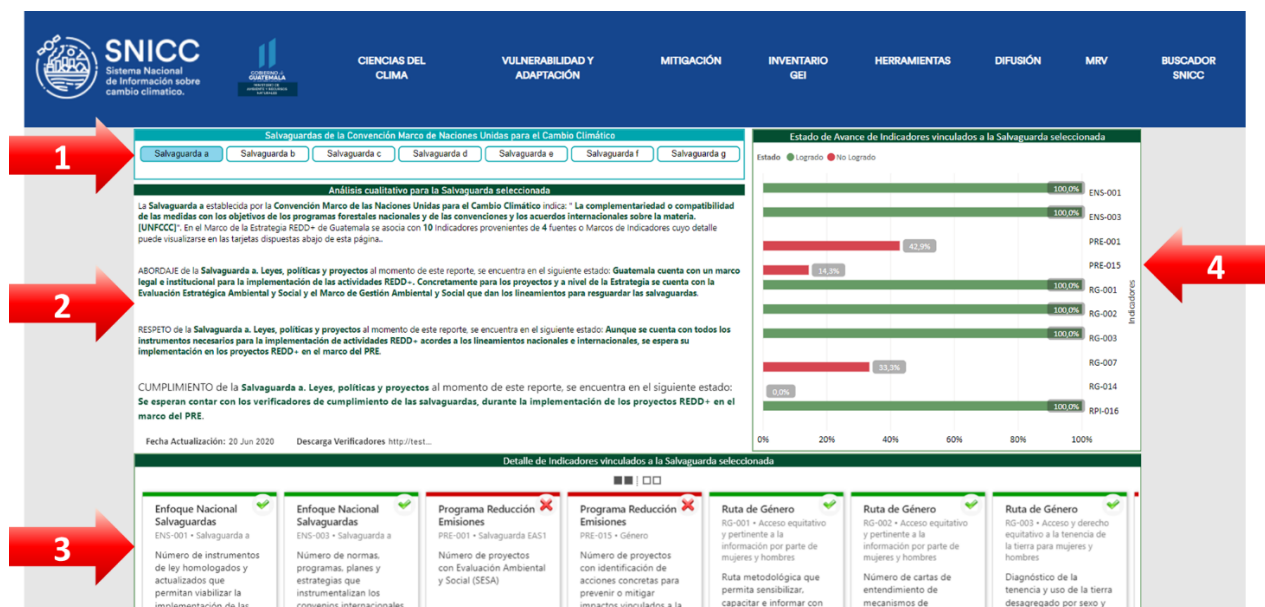 SNICC
Sistema Nacional
de Información sobre
cambio climatico.
GOBIERNO de
GUATEMALA
MINISTERIO DE
AMBIENTE Y RECURSOS
NATURALES
CIENCIAS DEL
CLIMA
VULNERABILIDAD Y
ADAPTACIÓN
MITIGACIÓN
INVENTARIO
GEI
HERRAMIENTAS
DIFUSIÓN
MRV
BUSCADOR
SNICC
1
Salvaguardas de la Convención Marco de Naciones Unidas para el Cambio Climático
Salvaguarda a
Salvaguarda b
Salvaguarda c
Salvaguarda d
Salvaguarda e
Salvaguarda f
Salvaguarda g
2
Análisis cualitativo para la Salvaguarda seleccionada
La Salvaguarda a establecida por la Convención Marco de las Naciones Unidas para el Cambio Climático indica: " La complementariedad o compatibilidad
de las medidas con los objetivos de los programas forestales nacionales y de las convenciones y los acuerdos internacionales sobre la materia.
[UNFCCC]". En el Marco de la Estrategia REDD+ de Guatemala se asocia con 10 Indicadores provenientes de 4 fuentes o Marcos de Indicadores cuyo detalle
puede visualizarse en las tarjetas dispuestas abajo de esta página..
ABORDAJE de la Salvaguarda a. Leyes, políticas y proyectos al momento de este reporte, se encuentra en el siguiente estado: Guatemala cuenta con un marco
legal e institucional para la implementación de las actividades REDD+. Concretamente para los proyectos y a nivel de la Estrategia se cuenta con la
Evaluación Estratégica Ambiental y Social y el Marco de Gestión Ambiental y Social que dan los lineamientos para resguardar las salvaguardas.
RESPETO de la Salvaguarda a. Leyes, políticas y proyectos al momento de este reporte, se encuentra en el siguiente estado: Aunque se cuenta con todos los
instrumentos necesarios para la implementación de actividades REDD+ acordes a los lineamientos nacionales e internacionales, se espera su
implementación en los proyectos REDD+ en el marco del PRE.
CUMPLIMIENTO de la Salvaguarda a. Leyes, políticas y proyectos al momento de este reporte, se encuentra en el siguiente estado:
Se esperan contar con los verificadores de cumplimiento de las salvaguardas, durante la implementación de los proyectos REDD+ en el
marco del PRE.
Fecha Actualización: 20 Jun 2020 Descarga Verificadores http://test...
4
Estado de Avance de Indicadores vinculados a la Salvaguarda seleccionada
Estado Logrado No Logrado
100,0% ENS-001
100,0% ENS-003
42,9% PRE-001
14,3% PRE-015
100,0% RG-001
100,0% RG-002
100,0% RG-003
33,3% RG-007
0,0% RG-014
100,0% RPI-016
Indicadores
0% 20% 40% 60% 80% 100%
3
Detalle de Indicadores vinculados a la Salvaguarda seleccionada
Enfoque Nacional
Salvaguardas
ENS-001 • Salvaguarda a
Número de instrumentos
de ley homologados y
actualizados que
permitan viabilizar la
implementación de las
Enfoque Nacional
Salvaguardas
ENS-003 • Salvaguarda a
Número de normas,
programas, planes y
estrategias que
instrumentalizan los
convenios internacionales
Programa Reducción
Emisiones
PRE-001 • Salvaguarda EAS1
Número de proyectos
con Evaluación Ambiental
y Social (SESA)
Programa Reducción
Emisiones
PRE-015 • Género
Número de proyectos
con identificación de
acciones concretas para
prevenir o mitigar
impactos vinculados a la
Ruta de Género
RG-001 • Acceso equitativo
y pertinente a la
información por parte de
mujeres y hombres
Ruta metodológica que
permita sensibilizar,
capacitar e informar con
Ruta de Género
RG-002 • Acceso equitativo
y pertinente a la
información por parte de
mujeres y hombres
Número de cartas de
entendimiento de
mecanismos de
Ruta de Género
RG-003 • Acceso y derecho
equitativo a la tenencia de
la tierra para mujeres y
hombres
Diagnóstico de la
tenencia y uso de la tierra
desagregado por sexo y